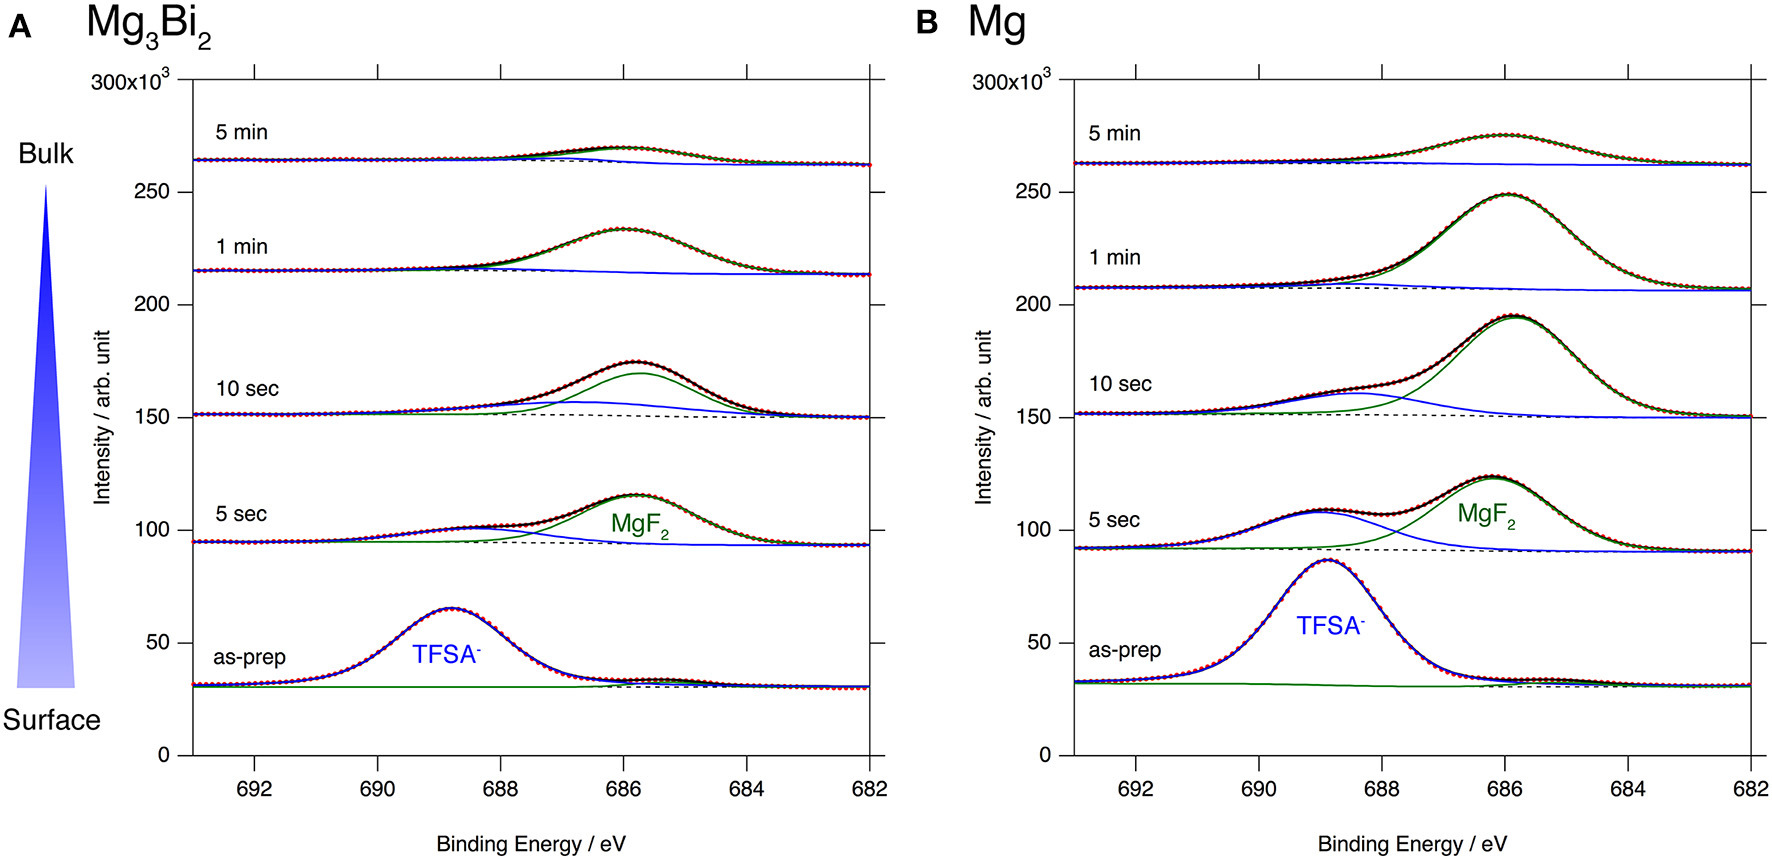 A Mg3Bi2
300x10³
5 min
Bulk
250
1 min
200
10 sec
150
Intensity / arb. unit
5 sec
MgF2
100
as-prep
TFSA-
50
Surface
0
692 690 688 686 684 682
Binding Energy / eV
B Mg
300x10³
5 min
250
1 min
200
10 sec
150
Intensity / arb. unit
5 sec
MgF2
100
as-prep
TFSA-
50
0
692 690 688 686 684 682
Binding Energy / eV